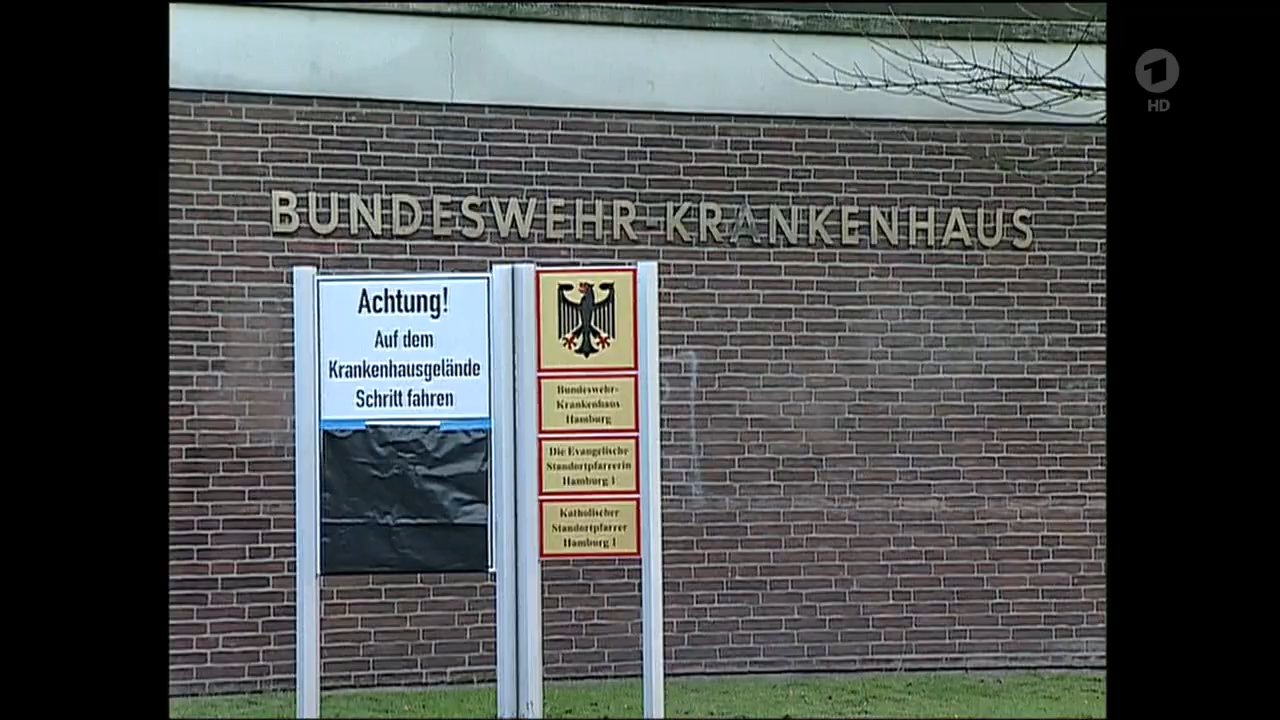 1
HD
BUNDESWEHR-KRANKENHAUS
Achtung!
Auf dem
Krankenhausgelände
Schritt fahren
Bundeswehr-
Krankenhaus
Hamburg
Die Evangelische
Standortpfarrerin
Hamburg I
Katholischer
Standortpfarrer
Hamburg I